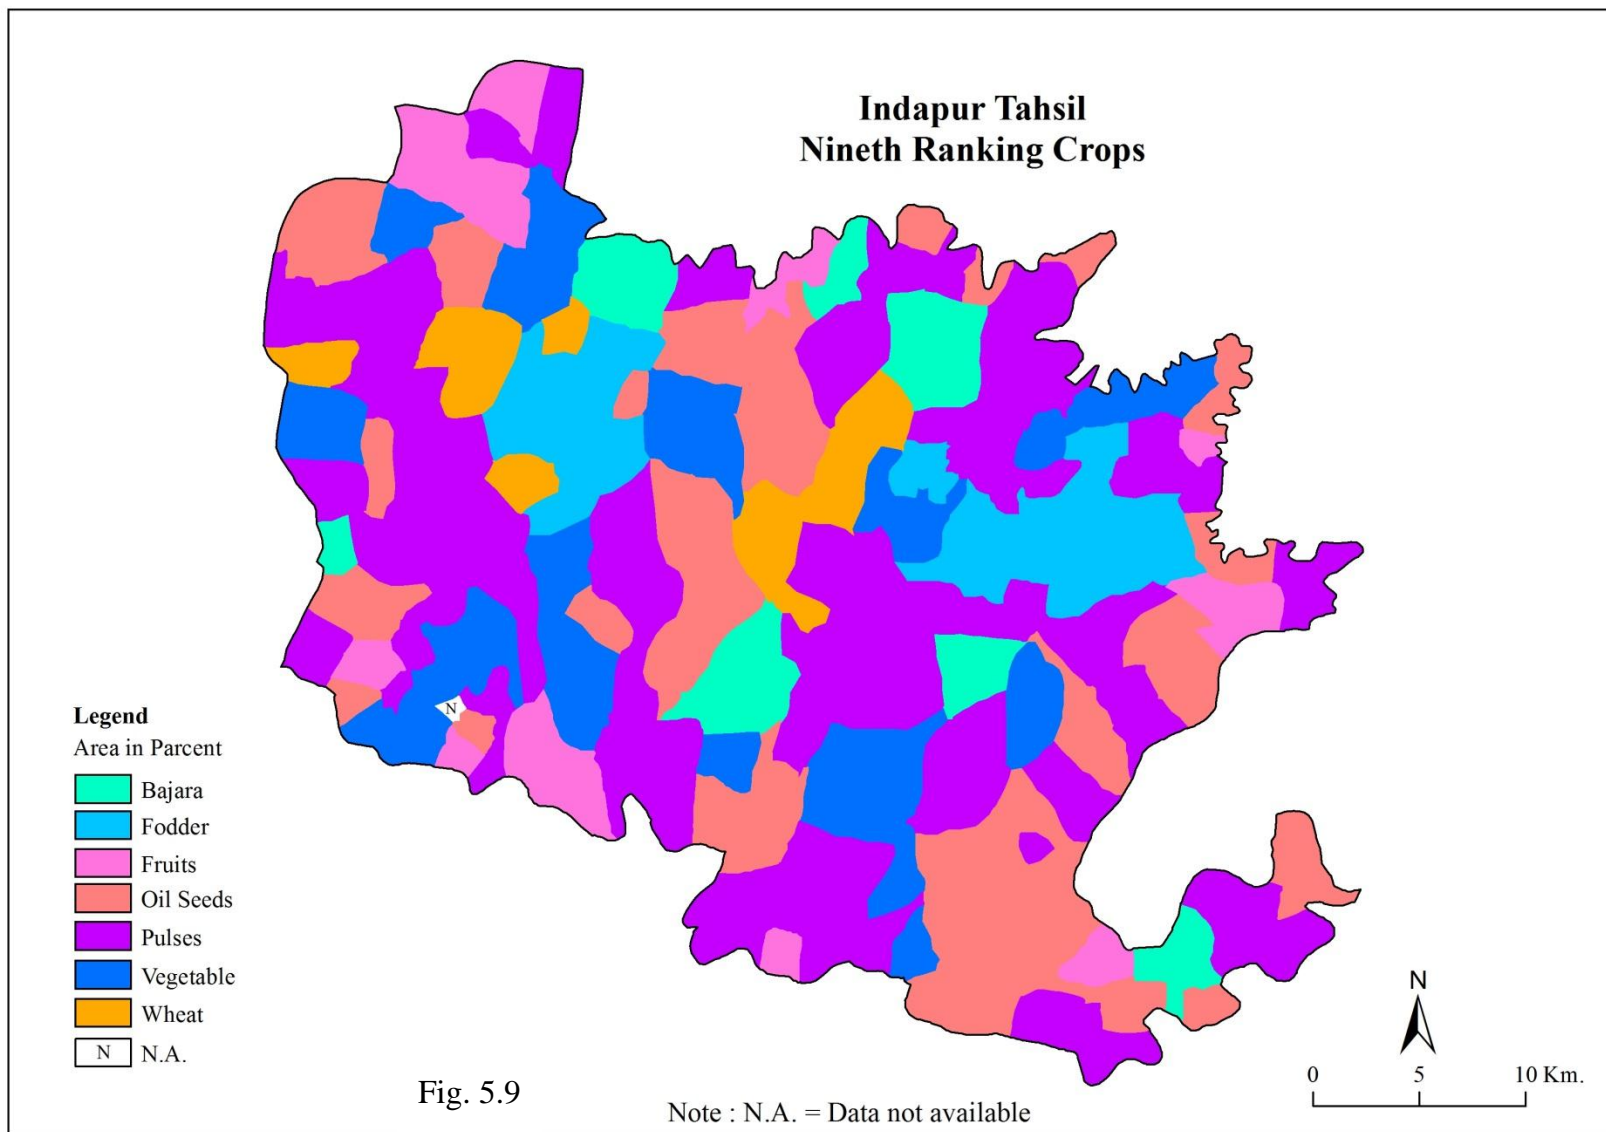 Indapur Tahsil
Nineth Ranking Crops
N
Legend
Area in Parcent
Bajara
Fodder
Fruits
Oil Seeds
Pulses
Vegetable
Wheat
N N.A.
N
0 5 10 Km.
Fig. 5.9
Note : N.A. = Data not available